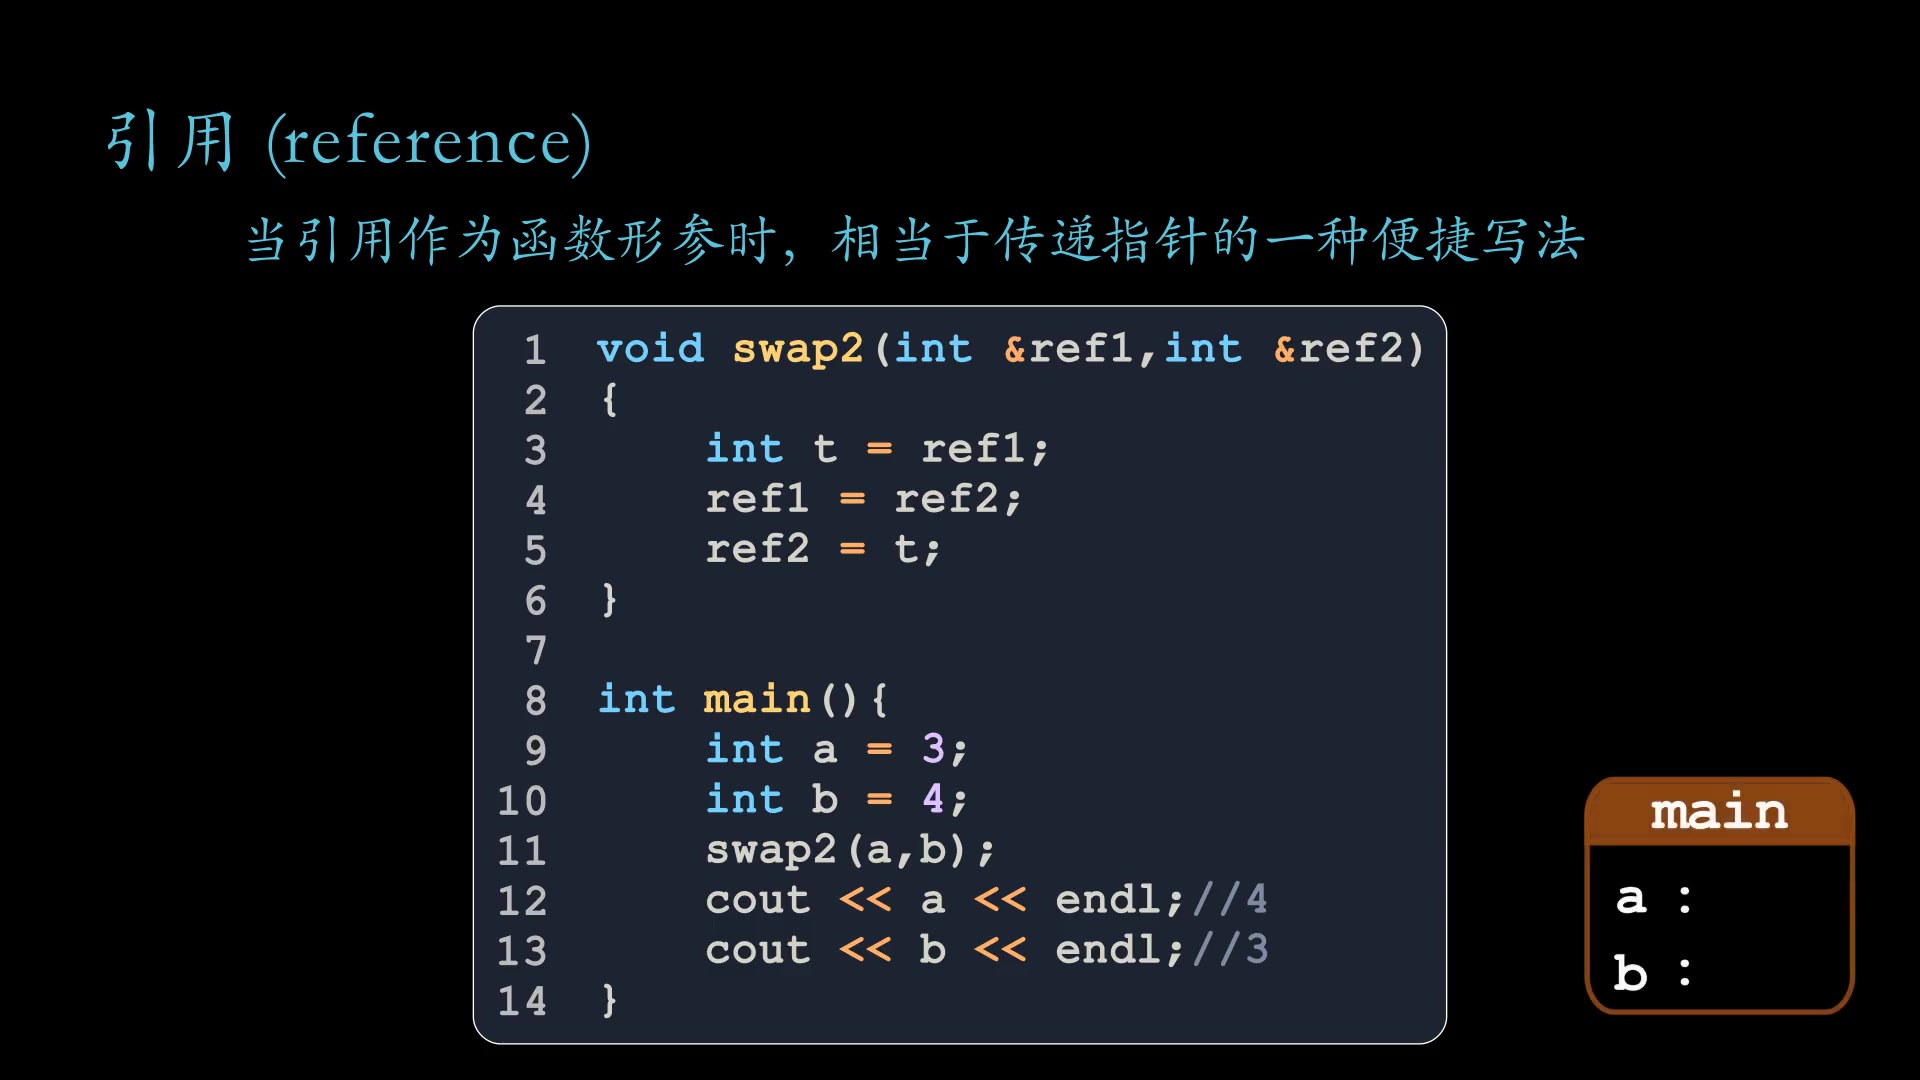 引用 (reference)
当引用作为函数形参时，相当于传递指针的一种便捷写法
1 void swap2(int &ref1,int &ref2)
2 {
3     int t = ref1;
4     ref1 = ref2;
5     ref2 = t;
6 }
7
8 int main(){
9     int a = 3;
10     int b = 4;
11     swap2(a,b);
12     cout << a << endl;//4
13     cout << b << endl;//3
14 }
main
a :
b :